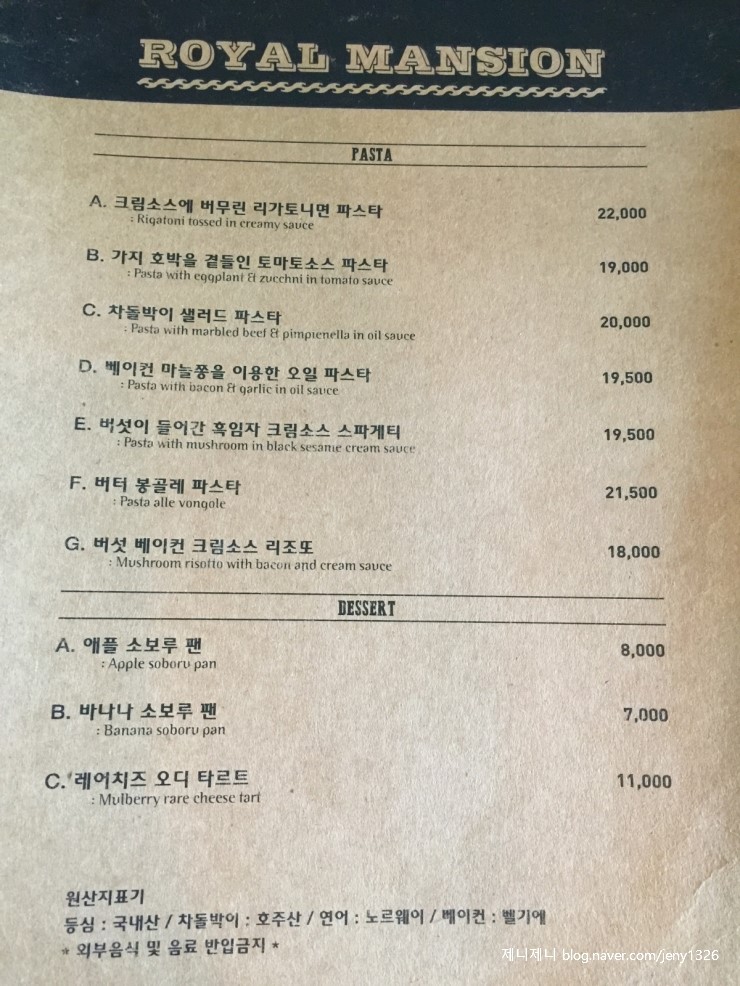 ROYAL MANSION
PASTA
A. 크림소스에 버무린 리가토니면 파스타 22,000
: Rigatoni tossed in creamy sauce
B. 가지 호박을 곁들인 토마토소스 파스타 19,000
: Pasta with eggplant & zucchni in tomato sauce
C. 차돌박이 샐러드 파스타 20,000
: Pasta with marbled beef & pimpienella in oil sauce
D. 베이컨 마늘쫑을 이용한 오일 파스타 19,500
: Pasta with bacon & garlic in oil sauce
E. 버섯이 들어간 흑임자 크림소스 스파게티 19,500
: Pasta with mushroom in black sesame cream sauce
F. 버터 봉골레 파스타 21,500
: Pasta alle vongole
G. 버섯 베이컨 크림소스 리조또 18,000
: Mushroom risotto with bacon and cream sauce
DESSERT
A. 애플 소보루 팬 8,000
: Apple soboru pan
B. 바나나 소보루 팬 7,000
: Banana soboru pan
C. 레어치즈 오디 타르트 11,000
: Mulberry rare cheese tart
원산지표기
등심 : 국내산 / 차돌박이 : 호주산 / 연어 : 노르웨이 / 베이컨 : 벨기에
* 외부음식 및 음료 반입금지 *
제니제니 blog.naver.com/jeny1326